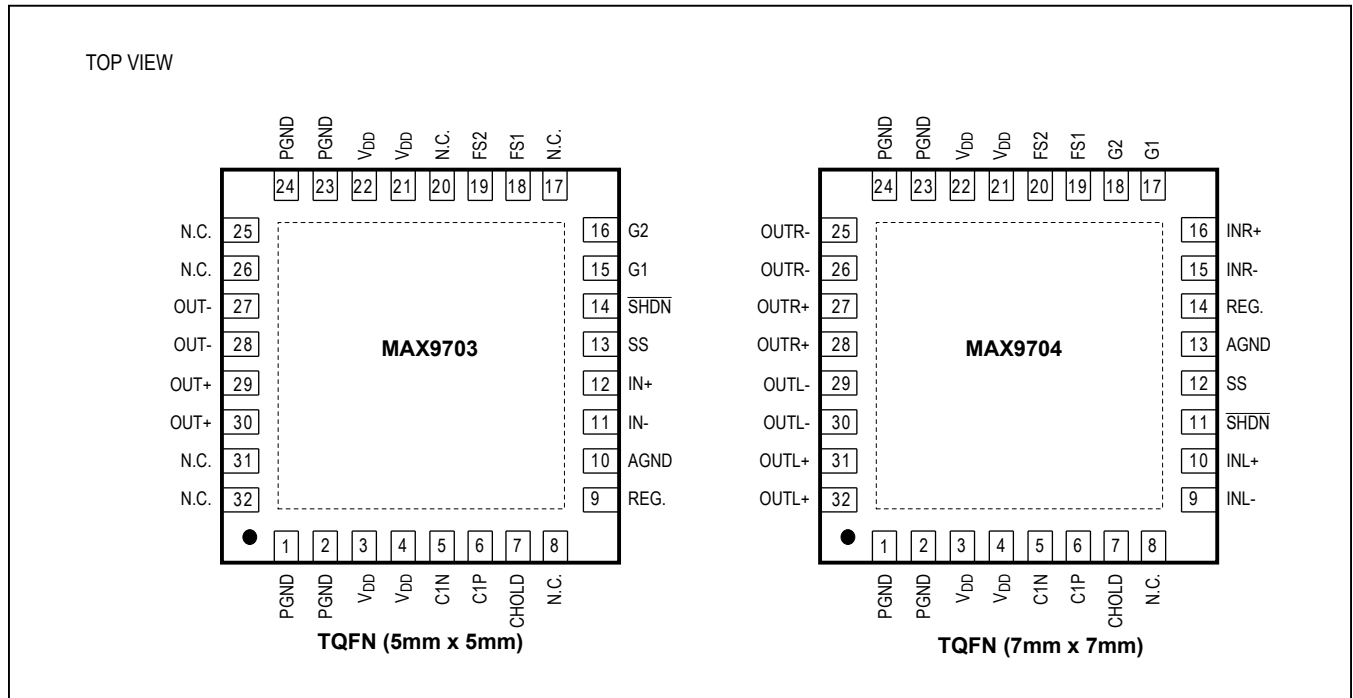 TOP VIEW
PGND PGND VDD VDD N.C. FS2 FS1 N.C.
24 23 22 21 20 19 18 17
N.C. 25 16 G2
N.C. 26 15 G1
OUT- 27 14 SHDN
OUT- 28 MAX9703 13 SS
OUT+ 29 12 IN+
OUT+ 30 11 IN-
N.C. 31 10 AGND
N.C. 32 9 REG.
1 2 3 4 5 6 7 8
PGND PGND VDD VDD C1N C1P CHOLD N.C.
TQFN (5mm x 5mm)
PGND PGND VDD VDD FS2 FS1 G2 G1
24 23 22 21 20 19 18 17
OUTR- 25 16 INR+
OUTR- 26 15 INR-
OUTR+ 27 14 REG.
OUTR+ 28 MAX9704 13 AGND
OUTL- 29 12 SS
OUTL- 30 11 SHDN
OUTL+ 31 10 INL+
OUTL+ 32 9 INL-
1 2 3 4 5 6 7 8
PGND PGND VDD VDD C1N C1P CHOLD N.C.
TQFN (7mm x 7mm)